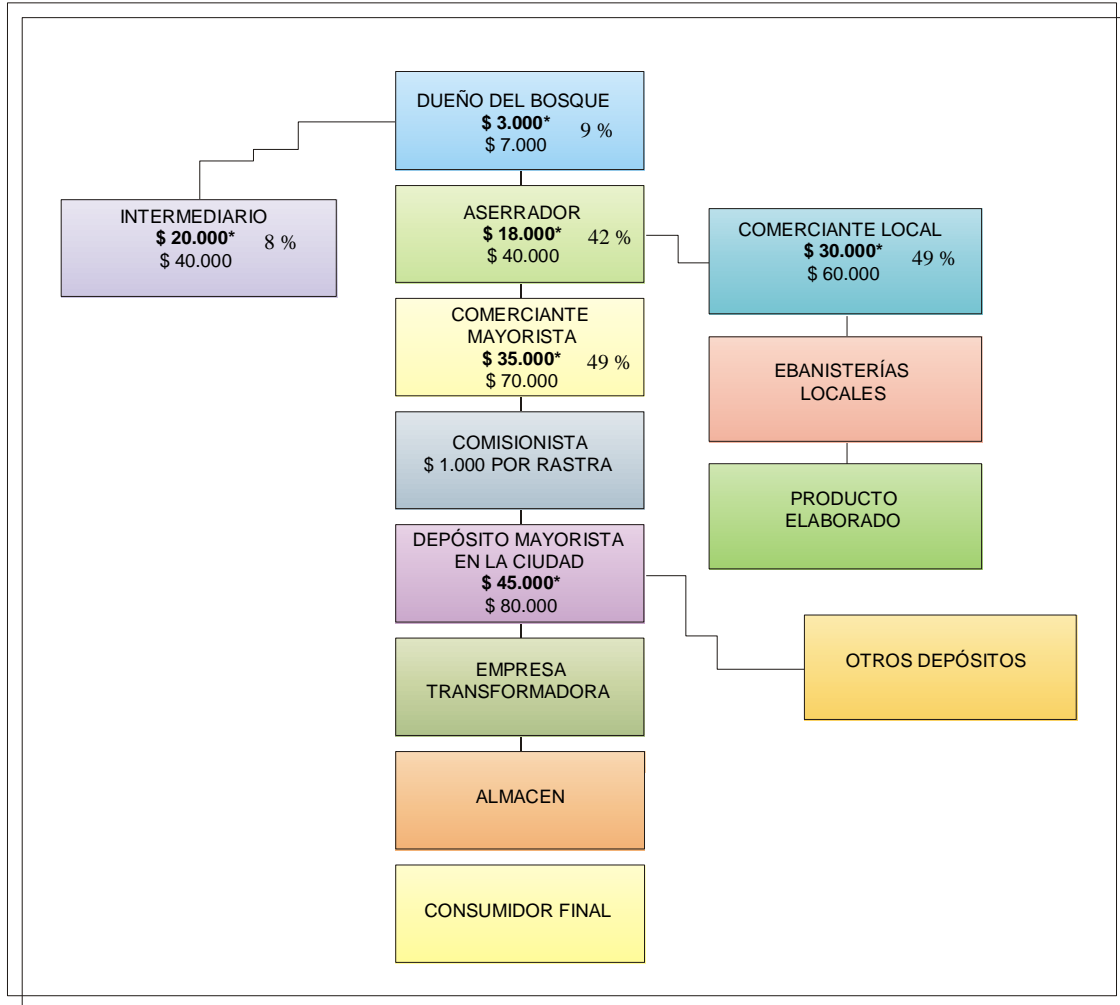 DUEÑO DEL BOSQUE
$ 3.000* 9 %
$ 7.000
INTERMEDIARIO
$ 20.000* 8 %
$ 40.000
ASERRADOR
$ 18.000* 42 %
$ 40.000
COMERCIANTE LOCAL
$ 30.000* 49 %
$ 60.000
COMERCIANTE
MAYORISTA
$ 35.000* 49 %
$ 70.000
EBANISTERÍAS
LOCALES
COMISIONISTA
$ 1.000 POR RASTRA
PRODUCTO
ELABORADO
DEPÓSITO MAYORISTA
EN LA CIUDAD
$ 45.000*
$ 80.000
OTROS DEPÓSITOS
EMPRESA
TRANSFORMADORA
ALMACEN
CONSUMIDOR FINAL